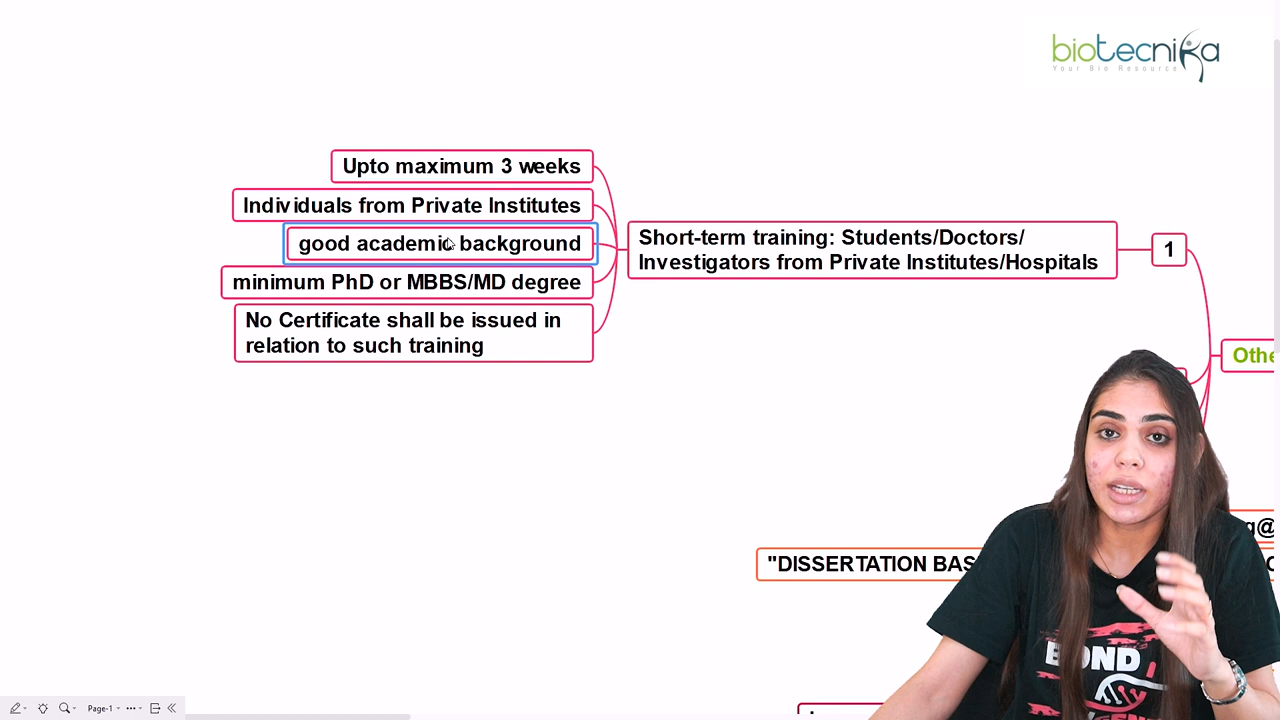 biotecnika
Your Bio Resource
Upto maximum 3 weeks
Individuals from Private Institutes
good academic background
minimum PhD or MBBS/MD degree
No Certificate shall be issued in
relation to such training
Short-term training: Students/Doctors/
Investigators from Private Institutes/Hospitals
1
Othe
g@
"DISSERTATION BAS
BOND
Page-1